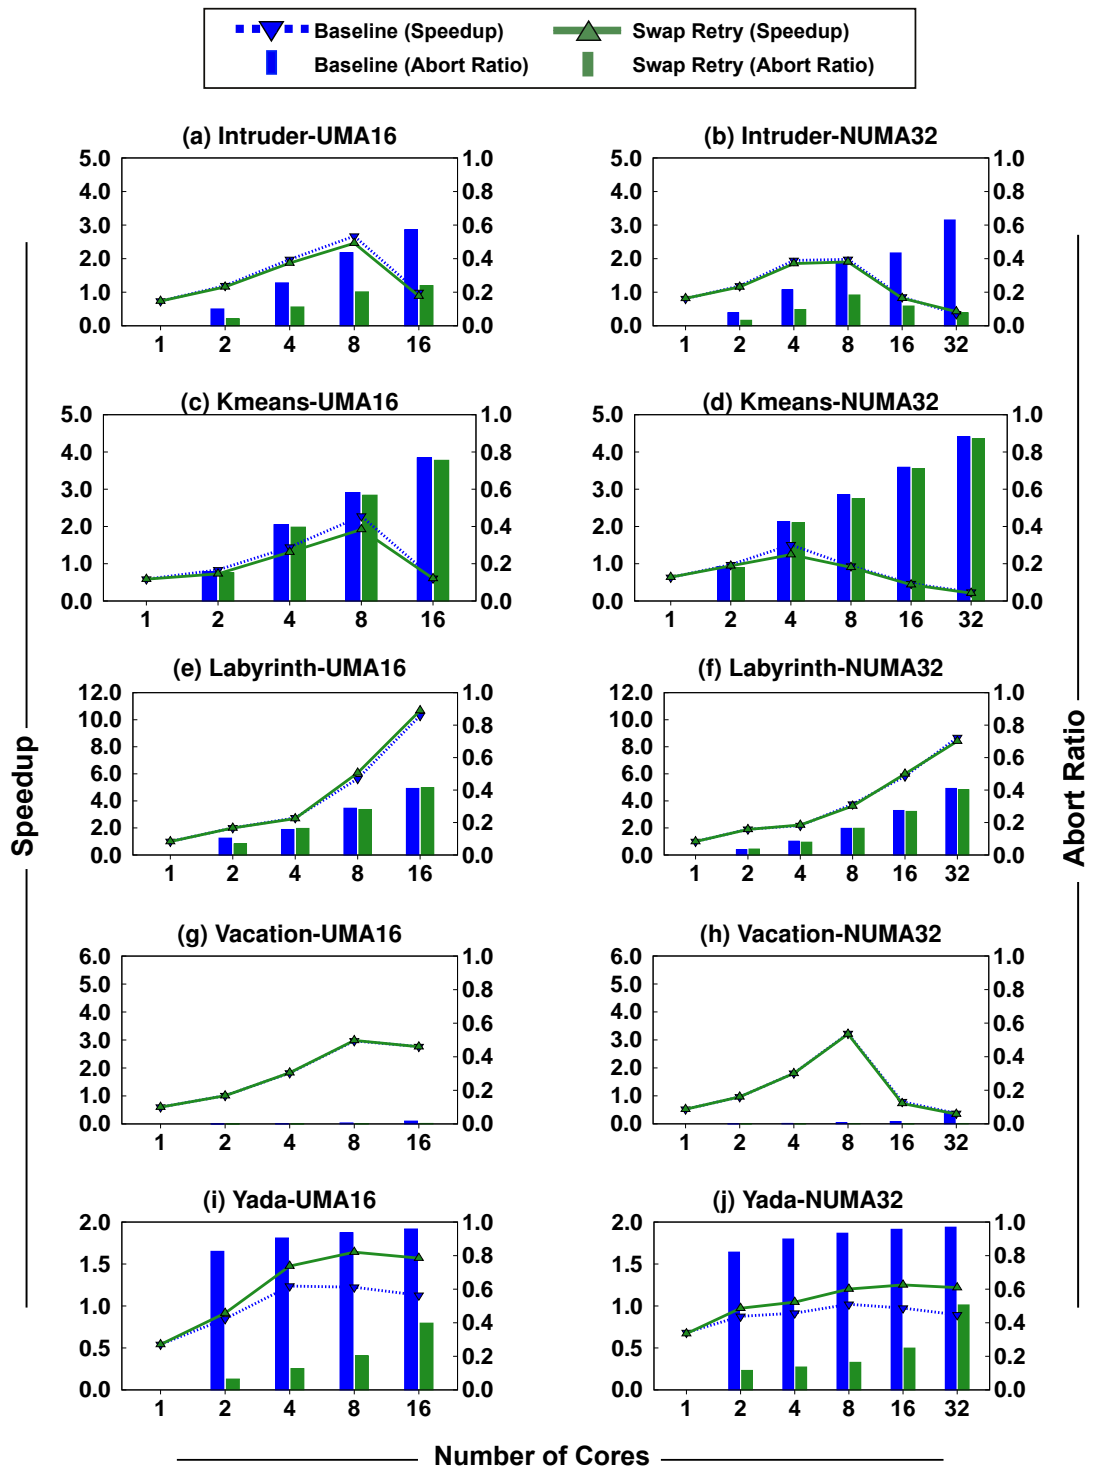 Baseline (Speedup) Swap Retry (Speedup)
Baseline (Abort Ratio) Swap Retry (Abort Ratio)
(a) Intruder-UMA16
5.0 4.0 3.0 2.0 1.0 0.0
1.0 0.8 0.6 0.4 0.2 0.0
1 2 4 8 16
(b) Intruder-NUMA32
5.0 4.0 3.0 2.0 1.0 0.0
1.0 0.8 0.6 0.4 0.2 0.0
1 2 4 8 16 32
(c) Kmeans-UMA16
5.0 4.0 3.0 2.0 1.0 0.0
1.0 0.8 0.6 0.4 0.2 0.0
1 2 4 8 16
(d) Kmeans-NUMA32
5.0 4.0 3.0 2.0 1.0 0.0
1.0 0.8 0.6 0.4 0.2 0.0
1 2 4 8 16 32
(e) Labyrinth-UMA16
12.0 10.0 8.0 6.0 4.0 2.0 0.0
1.0 0.8 0.6 0.4 0.2 0.0
1 2 4 8 16
(f) Labyrinth-NUMA32
12.0 10.0 8.0 6.0 4.0 2.0 0.0
1.0 0.8 0.6 0.4 0.2 0.0
1 2 4 8 16 32
(g) Vacation-UMA16
6.0 5.0 4.0 3.0 2.0 1.0 0.0
1.0 0.8 0.6 0.4 0.2 0.0
1 2 4 8 16
(h) Vacation-NUMA32
6.0 5.0 4.0 3.0 2.0 1.0 0.0
1.0 0.8 0.6 0.4 0.2 0.0
1 2 4 8 16 32
(i) Yada-UMA16
2.0 1.5 1.0 0.5 0.0
1.0 0.8 0.6 0.4 0.2 0.0
1 2 4 8 16
(j) Yada-NUMA32
2.0 1.5 1.0 0.5 0.0
1.0 0.8 0.6 0.4 0.2 0.0
1 2 4 8 16 32
Speedup
Abort Ratio
Number of Cores